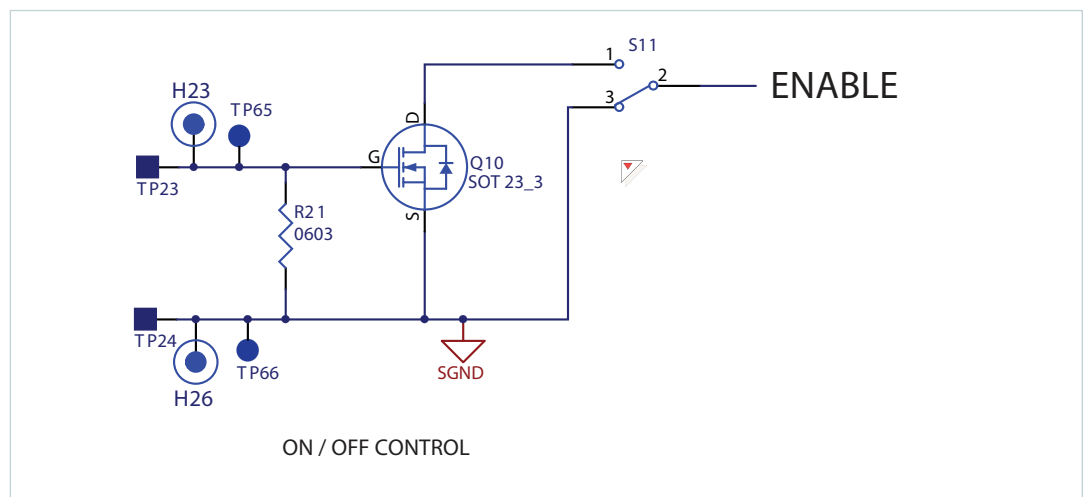 S11
1
2
ENABLE
3
H23
TP65
D
G
Q10
SOT 23_3
TP23
S
R21
0603
TP24
TP66
H26
SGND
ON / OFF CONTROL